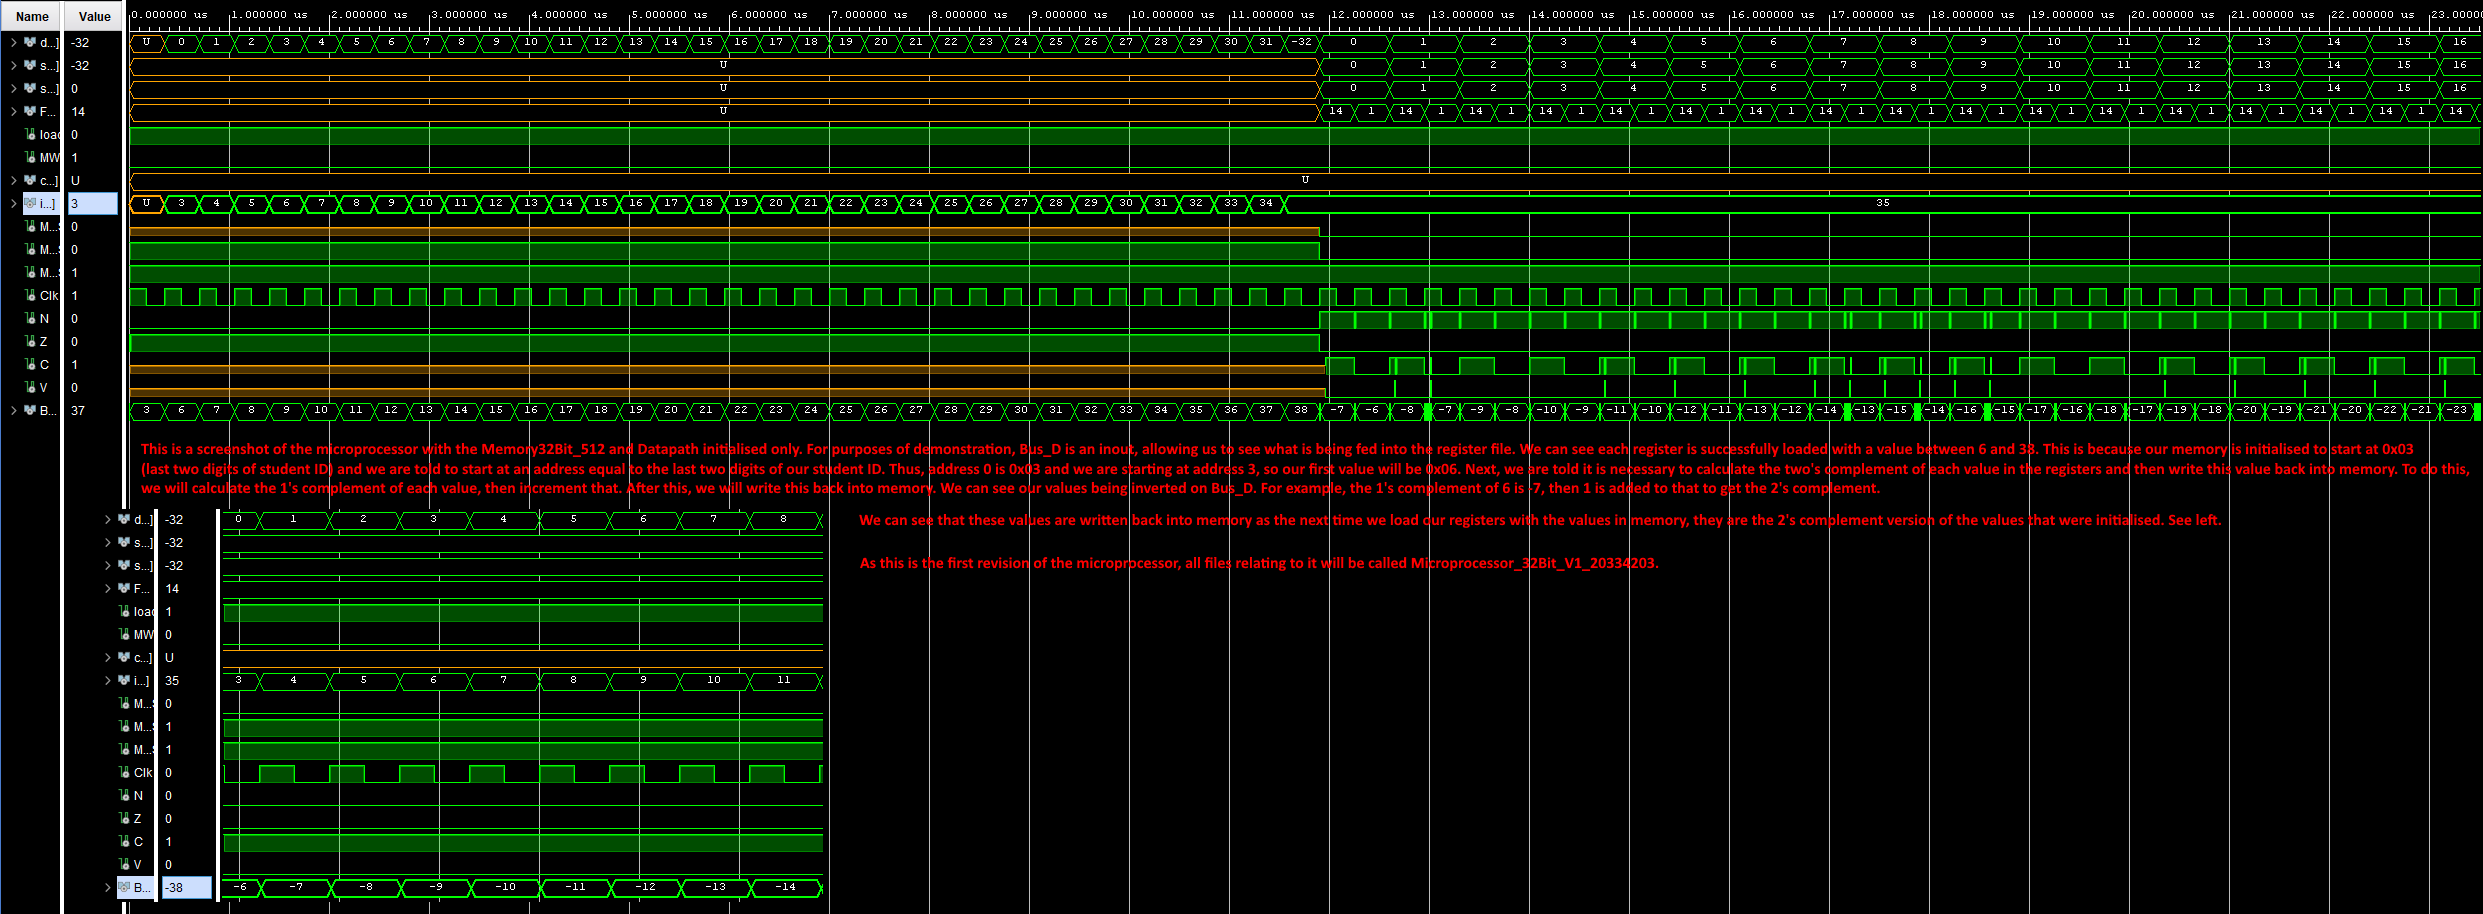 Name Value 0.000000 us 1.000000 us 2.000000 us 3.000000 us 4.000000 us 5.000000 us 6.000000 us 7.000000 us 8.000000 us 9.000000 us 10.000000 us 11.000000 us 12.000000 us 13.000000 us 14.000000 us 15.000000 us 16.000000 us 17.000000 us 18.000000 us 19.000000 us 20.000000 us 21.000000 us 22.000000 us 23.00000
d...] -32 U 0 1 2 3 4 5 6 7 8 9 10 11 12 13 14 15 16 17 18 19 20 21 22 23 24 25 26 27 28 29 30 31 -32 0 1 2 3 4 5 6 7 8 9 10 11 12 13 14 15 16
s...] -32 U 0 1 2 3 4 5 6 7 8 9 10 11 12 13 14 15 16
s...] 0 U 0 1 2 3 4 5 6 7 8 9 10 11 12 13 14 15 16
F... 14 U 14 1 14 1 14 1 14 1 14 1 14 1 14 1 14 1 14 1 14 1 14 1 14 1 14 1 14 1 14 1 14 1 14
load 0
MW 1
c...] U U
i...] 3 U 3 4 5 6 7 8 9 10 11 12 13 14 15 16 17 18 19 20 21 22 23 24 25 26 27 28 29 30 31 32 33 34 35
M... 0
M... 0
M... 1
Clk 1
N 0
Z 0
C 1
V 0
B... 37 3 6 7 8 9 10 11 12 13 14 15 16 17 18 19 20 21 22 23 24 25 26 27 28 29 30 31 32 33 34 35 36 37 38 -7 -6 -8 -7 -9 -8 -10 -9 -11 -10 -12 -11 -13 -12 -14 -13 -15 -14 -16 -15 -17 -16 -18 -17 -19 -18 -20 -19 -21 -20 -22 -21 -23
This is a screenshot of the microprocessor with the Memory32Bit_512 and Datapath initialised only. For purposes of demonstration, Bus_D is an inout, allowing us to see what is being fed into the register file. We can see each register is successfully loaded with a value between 6 and 38. This is because our memory is initialised to start at 0x03
(last two digits of student ID) and we are told to start at an address equal to the last two digits of our student ID. Thus, address 0 is 0x03 and we are starting at address 3, so our first value will be 0x06. Next, we are told it is necessary to calculate the two's complement of each value in the registers and then write this value back into memory. To do this,
we will calculate the 1's complement of each value, then increment that. After this, we will write this back into memory. We can see our values being inverted on Bus_D. For example, the 1's complement of 6 is -7, then 1 is added to that to get the 2's complement.
We can see that these values are written back into memory as the next time we load our registers with the values in memory, they are the 2's complement version of the values that were initialised. See left.
As this is the first revision of the microprocessor, all files relating to it will be called Microprocessor_32Bit_V1_20334203.
d...] -32 0 1 2 3 4 5 6 7 8
s...] -32
s...] -32
F... 14
load 1
MW 0
c...] U
i...] 35 3 4 5 6 7 8 9 10 11
M... 0
M... 1
M... 1
Clk 0
N 0
Z 0
C 1
V 0
B... -38 -6 -7 -8 -9 -10 -11 -12 -13 -14